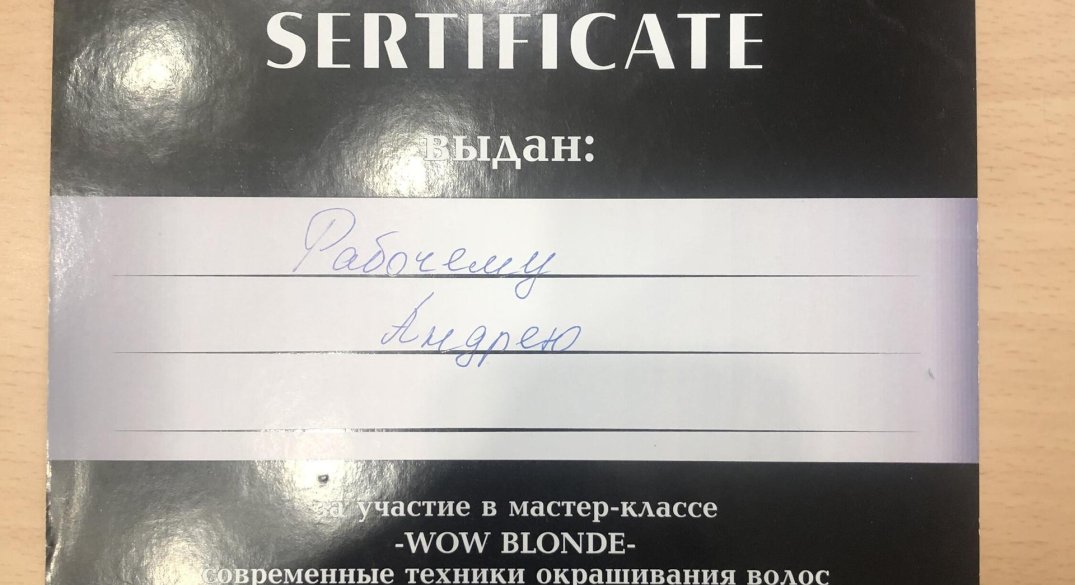 SERTIFICATE
выдан:
Рабочему
Андрею
за участие в мастер-классе
-WOW BLONDE-
современные техники окрашивания волос